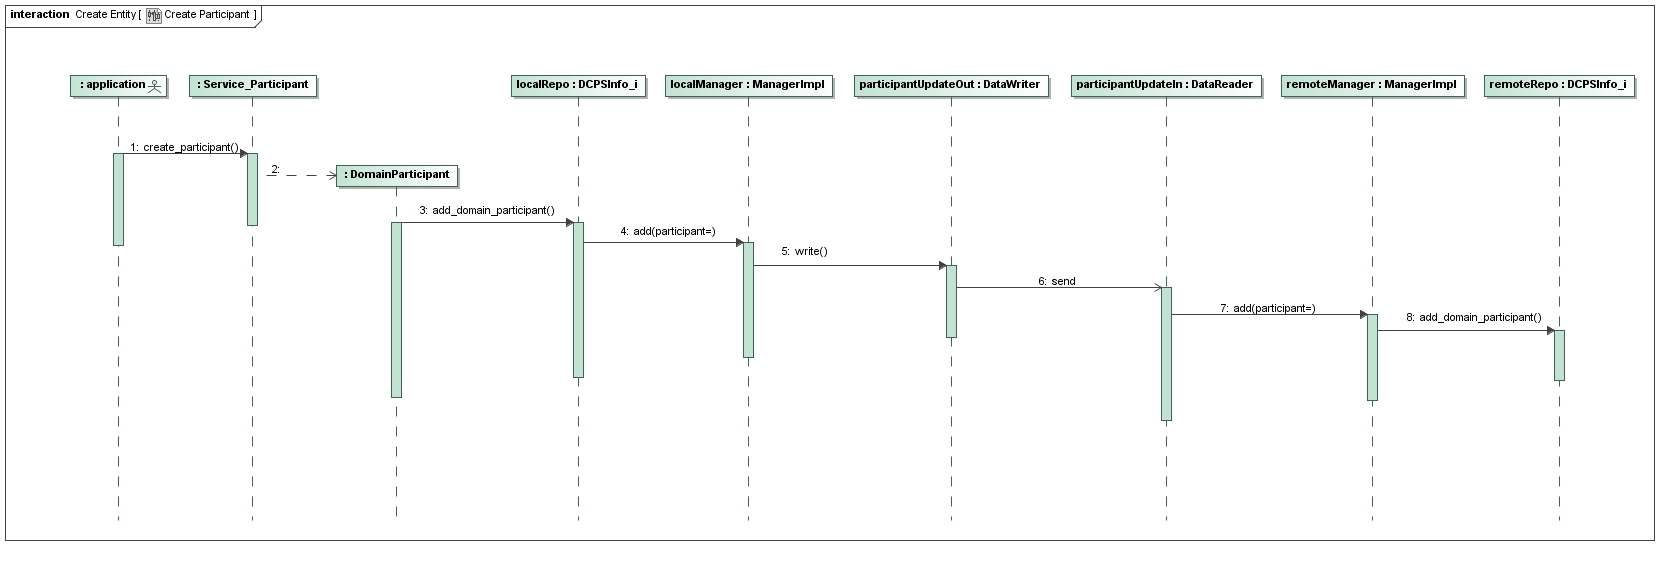 interaction Create Entity [ Create Participant ]
: application
: Service_Participant
localRepo : DCPSInfo_i
localManager : ManagerImpl
participantUpdateOut : DataWriter
participantUpdateIn : DataReader
remoteManager : ManagerImpl
remoteRepo : DCPSInfo_i
1: create_participant()
2:
: DomainParticipant
3: add_domain_participant()
4: add(participant=)
5: write()
6: send
7: add(participant=)
8: add_domain_participant()